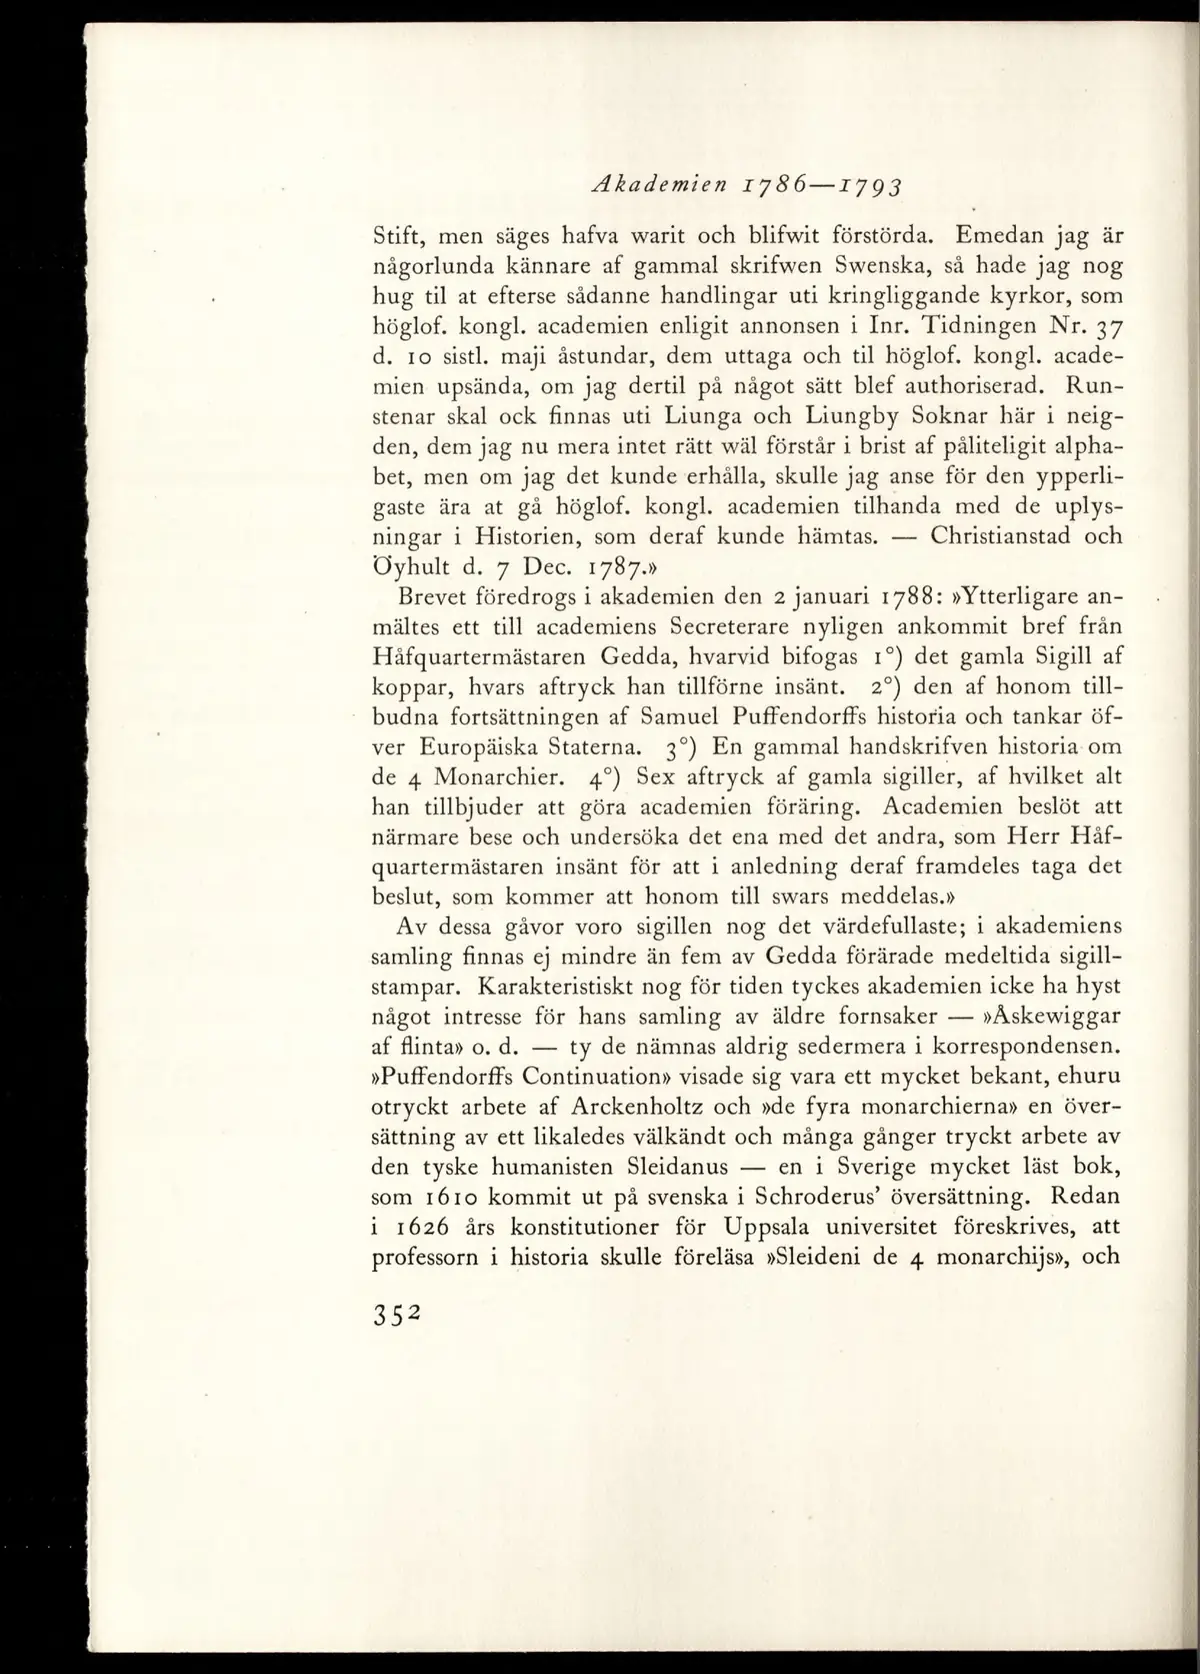 Akademien 1786—1793
Stift, men säges hafva warit och blifwit förstörda. Emedan jag är
någorlunda kännare af gammal skrifwen Swenska, så hade jag nog
hug til at efterse sådanne handlingar uti kringliggande kyrkor, som
höglof. kongl. academien enligit annonsen i Inr. Tidningen Nr. 37
d. 10 sistl. maji åstundar, dem uttaga och til höglof. kongl. acade-
mien upsända, om jag dertil på något sätt blef authoriserad. Run-
stenar skal ock finnas uti Liunga och Liungby Soknar här i neig-
den, dem jag nu mera intet rätt wäl förstår i brist af påliteligit alpha-
bet, men om jag det kunde erhålla, skulle jag anse för den ypperli-
gaste ära at gå höglof. kongl. academien tilhanda med de uplys-
ningar i Historien, som deraf kunde hämtas. — Christianstad och
Öyhult d. 7 Dec. 1787.»
Brevet föredrogs i akademien den 2 januari 1788: »Ytterligare an-
mältes ett till academiens Secreterare nyligen ankommit bref från
Håfquartermästaren Gedda, hvarvid bifogas 1°) det gamla Sigill af
koppar, hvars aftryck han tillförne insänt. 2°) den af honom till-
budna fortsättningen af Samuel Puffendorffs historia och tankar öf-
ver Europäiska Staterna. 3°) En gammal handskrifven historia om
de 4 Monarchier. 4°) Sex aftryck af gamla sigiller, af hvilket alt
han tillbjuder att göra academien föräring. Academien beslöt att
närmare bese och undersöka det ena med det andra, som Herr Håf-
quartermästaren insänt för att i anledning deraf framdeles taga det
beslut, som kommer att honom till swars meddelas.»
Av dessa gåvor voro sigillen nog det värdefullaste; i akademiens
samling finnas ej mindre än fem av Gedda förärade medeltida sigill-
stampar. Karakteristiskt nog för tiden tyckes akademien icke ha hyst
något intresse för hans samling av äldre fornsaker — »Åskewiggar
af flinta» o. d. — ty de nämnas aldrig sedermera i korrespondensen.
»Puffendorffs Continuation» visade sig vara ett mycket bekant, ehuru
otryckt arbete af Arckenholtz och »de fyra monarchierna» en över-
sättning av ett likaledes välkändt och många gånger tryckt arbete av
den tyske humanisten Sleidanus — en i Sverige mycket läst bok,
som 1610 kommit ut på svenska i Schroderus’ översättning. Redan
i 1626 års konstitutioner för Uppsala universitet föreskrives, att
professorn i historia skulle föreläsa »Sleideni de 4 monarchijs», och
352